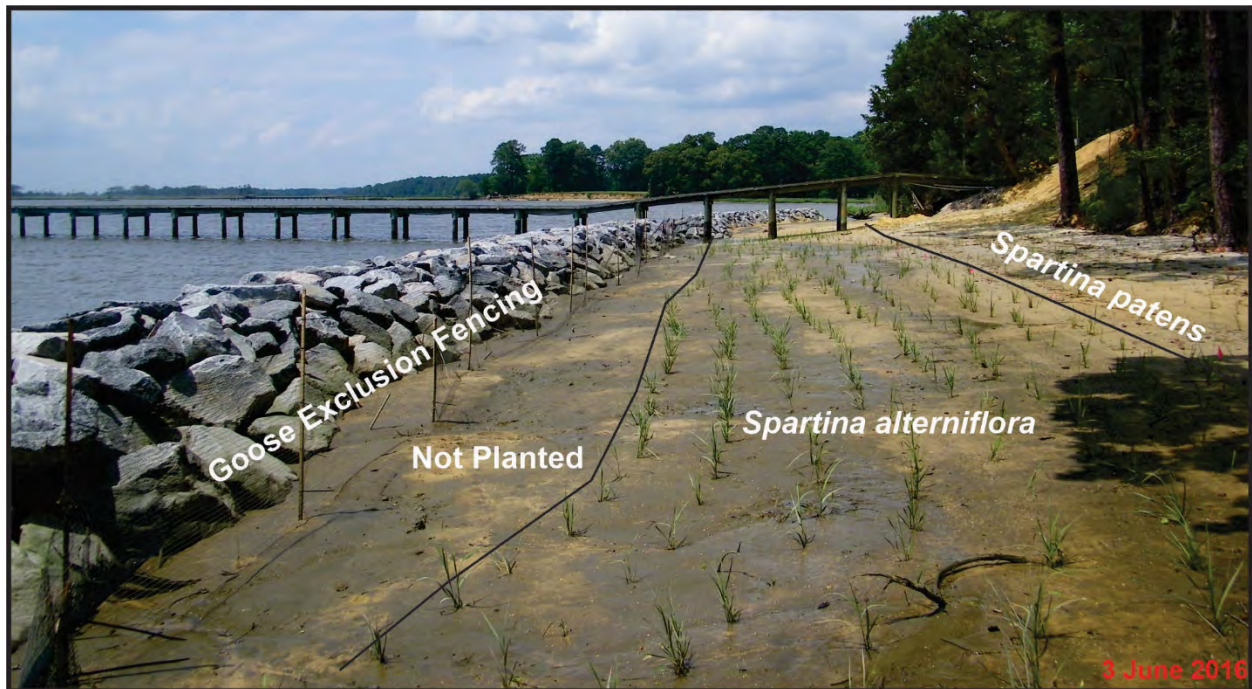 Spartina patens
Goose Exclusion Fencing
Spartina alterniflora
Not Planted
3 June 2016